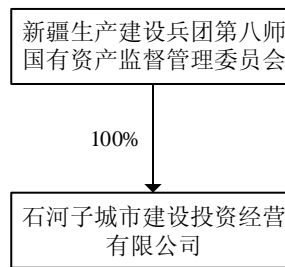 新疆生产建设兵团第八师
国有资产监督管理委员会
100%
石河子城市建设投资经营
有限公司